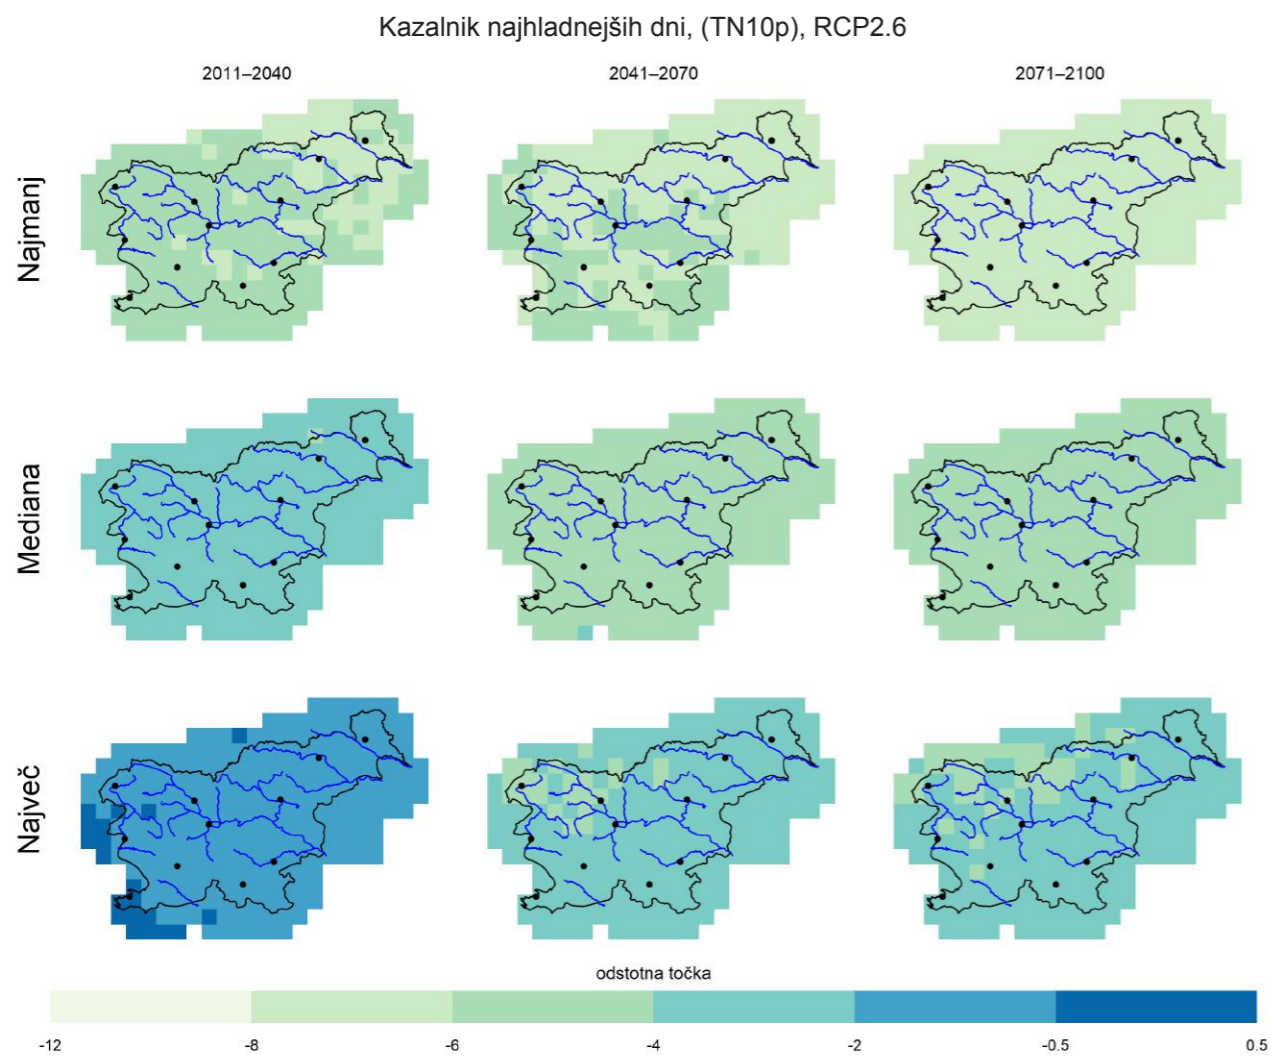 Kazalnik najhladnejših dni, (TN10p), RCP2.6
2011–2040 2041–2070 2071–2100
Najmanj
Mediana
Največ
odstotna točka
-12 -8 -6 -4 -2 -0.5 0.5